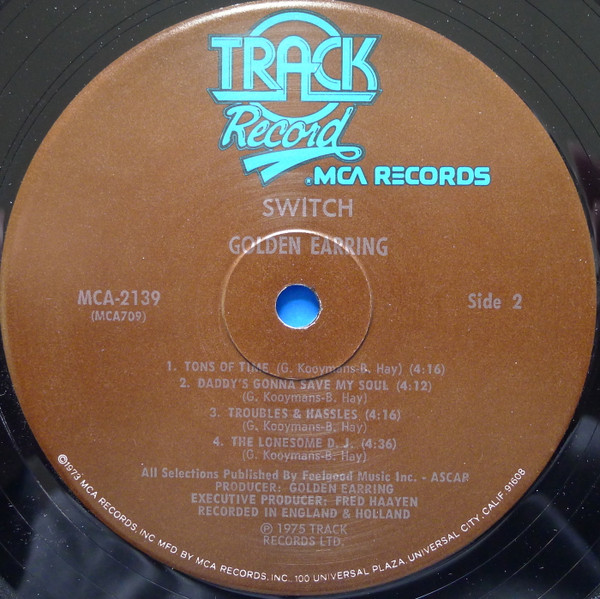 TRACK
Record
.MCA RECORDS
SWITCH
GOLDEN EARRING
MCA-2139
(MCA709)
Side 2
1. TONS OF TIME (G. Kooymans-B. Hay) (4:16)
2. DADDY'S GONNA SAVE MY SOUL (4:12)
(G. Kooymans-B. Hay)
3. TROUBLES & HASSLES (4:16)
(G. Kooymans-B. Hay)
4. THE LONESOME D. J. (4:36)
(G. Kooymans-B. Hay)
All Selections Published By Feelgood Music Inc. - ASCAP
PRODUCER: GOLDEN EARRING
EXECUTIVE PRODUCER: FRED HAAYEN
RECORDED IN ENGLAND & HOLLAND
℗ 1975 TRACK
RECORDS LTD.
©1973 MCA RECORDS, INC. MFD. BY MCA RECORDS, INC., 100 UNIVERSAL PLAZA, UNIVERSAL CITY, CALIF. 91608